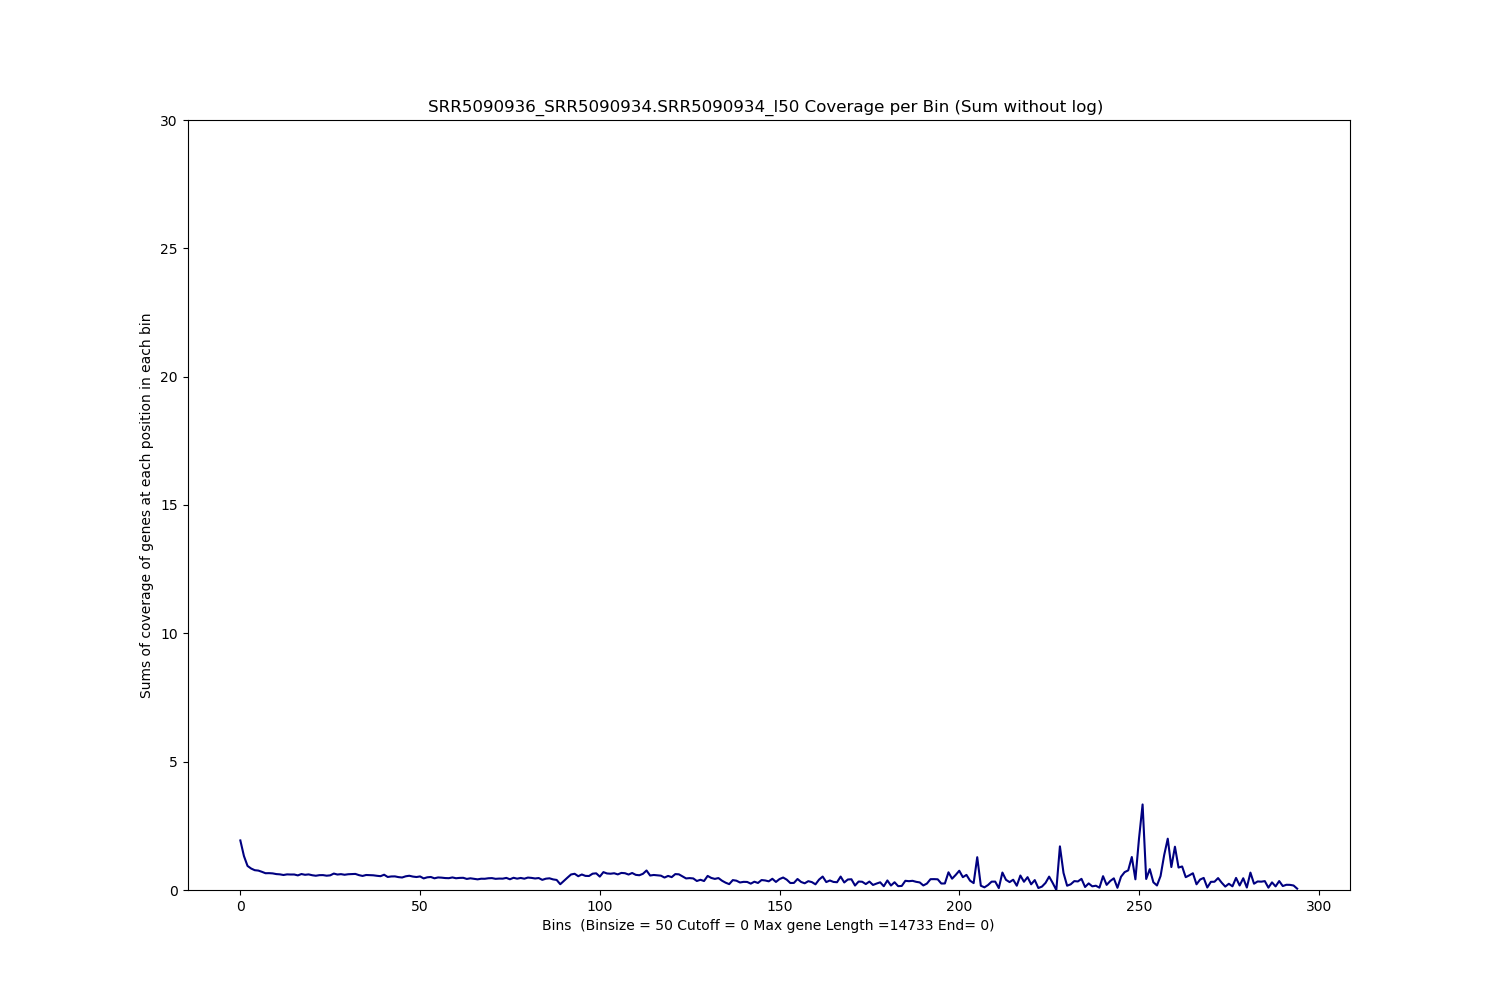 SRR5090936_SRR5090934.SRR5090934_l50 Coverage per Bin (Sum without log)
30
25
20
15
10
5
0
Sums of coverage of genes at each position in each bin
0 50 100 150 200 250 300
Bins  (Binsize = 50 Cutoff = 0 Max gene Length =14733 End= 0)